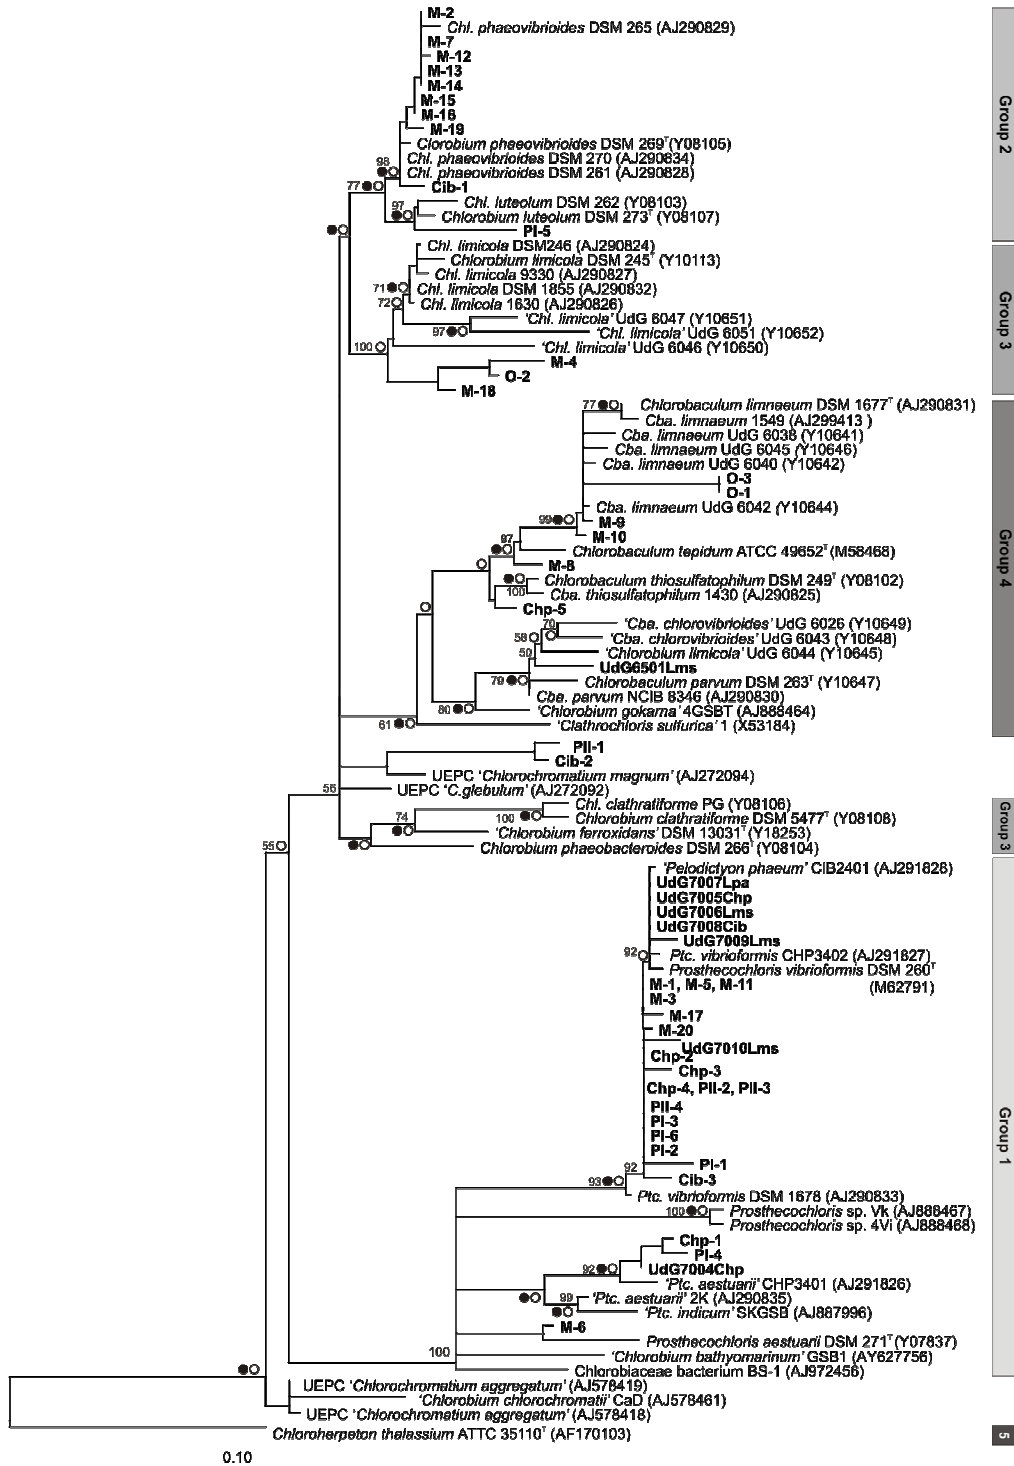 M-2
Chl. phaeovibrioides DSM 265 (AJ290829)
M-7
M-12
M-13
M-14
M-15
M-16
M-19
Clorobium phaeovibrioides DSM 269T (Y08105)
Chl. phaeovibrioides DSM 270 (AJ290834)
98
Chl. phaeovibrioides DSM 261 (AJ290828)
77
Cib-1
Chl. luteolum DSM 262 (Y08103)
97
Chlorobium luteolum DSM 273T (Y08107)
PI-5
Group 2
Chl. limicola DSM246 (AJ290824)
Chlorobium limicola DSM 245T (Y10113)
Chl. limicola 9330 (AJ290827)
71
Chl. limicola DSM 1855 (AJ290832)
72
Chl. limicola 1630 (AJ290826)
'Chl. limicola' UdG 6047 (Y10651)
97
'Chl. limicola' UdG 6051 (Y10652)
100
'Chl. limicola' UdG 6046 (Y10650)
M-4
O-2
M-18
Group 3
77
Chlorobaculum limnaeum DSM 1677T (AJ290831)
Cba. limnaeum 1549 (AJ299413 )
Cba. limnaeum UdG 6038 (Y10641)
Cba. limnaeum UdG 6045 (Y10646)
Cba. limnaeum UdG 6040 (Y10642)
O-3
O-1
Cba. limnaeum UdG 6042 (Y10644)
99
M-9
M-10
Chlorobaculum tepidum ATCC 49652T (M58468)
M-8
Chlorobaculum thiosulfatophilum DSM 249T (Y08102)
100
Cba. thiosulfatophilum 1430 (AJ290825)
Chp-5
70
'Cba. chlorovibrioides' UdG 6026 (Y10649)
58
'Cba. chlorovibrioides' UdG 6043 (Y10648)
50
'Chlorobium limicola' UdG 6044 (Y10645)
UdG6501Lms
79
Chlorobaculum parvum DSM 263T (Y10647)
Cba. parvum NCIB 8346 (AJ290830)
80
'Chlorobium gokarna' 4GSBT (AJ888464)
61
'Clathrochloris sulfurica' 1 (X53184)
Group 4
PII-1
Cib-2
UEPC 'Chlorochromatium magnum' (AJ272094)
56
UEPC 'C.glebulum' (AJ272092)
Chl. clathratiforme PG (Y08106)
74
100
Chlorobium clathratiforme DSM 5477T (Y08108)
'Chlorobium ferroxidans' DSM 13031T (Y18253)
55
Chlorobium phaeobacteroides DSM 266T (Y08104)
Group 3
'Pelodictyon phaeum' CIB2401 (AJ291828)
UdG7007Lpa
UdG7005Chp
UdG7006Lms
UdG7008Cib
UdG7009Lms
92
Ptc. vibrioformis CHP3402 (AJ291827)
Prosthecochloris vibrioformis DSM 260T
(M62791)
M-1, M-5, M-11
M-3
M-17
M-20
UdG7010Lms
Chp-2
Chp-3
Chp-4, PII-2, PII-3
PII-4
PI-3
PI-6
PI-2
92
PI-1
93
Cib-3
Ptc. vibrioformis DSM 1678 (AJ290833)
100
Prosthecochloris sp. Vk (AJ888467)
Prosthecochloris sp. 4Vi (AJ888468)
Chp-1
PI-4
92
UdG7004Chp
'Ptc. aestuarii' CHP3401 (AJ291826)
99
'Ptc. aestuarii' 2K (AJ290835)
'Ptc. indicum' SKGSB (AJ887996)
M-6
Prosthecochloris aestuarii DSM 271T (Y07837)
100
'Chlorobium bathyomarinum' GSB1 (AY627756)
Chlorobiaceae bacterium BS-1 (AJ972456)
Group 1
UEPC 'Chlorochromatium aggregatum' (AJ578419)
'Chlorobium chlorochromatii' CaD (AJ578461)
UEPC 'Chlorochromatium aggregatum' (AJ578418)
Chloroherpeton thalassium ATTC 35110T (AF170103)
5
0.10